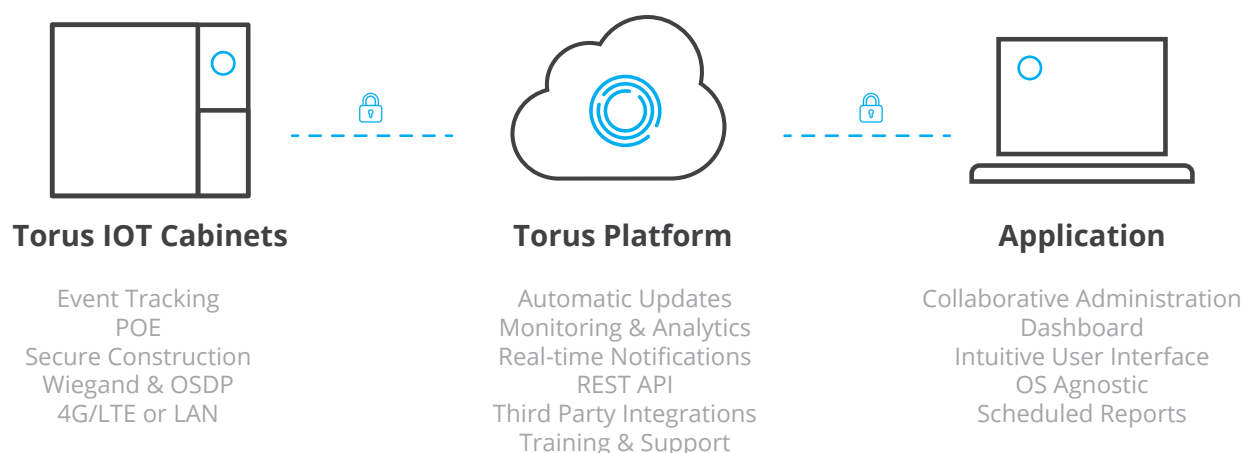 Torus IOT Cabinets
Event Tracking
POE
Secure Construction
Wiegand & OSDP
4G/LTE or LAN
Torus Platform
Automatic Updates
Monitoring & Analytics
Real-time Notifications
REST API
Third Party Integrations
Training & Support
Application
Collaborative Administration
Dashboard
Intuitive User Interface
OS Agnostic
Scheduled Reports